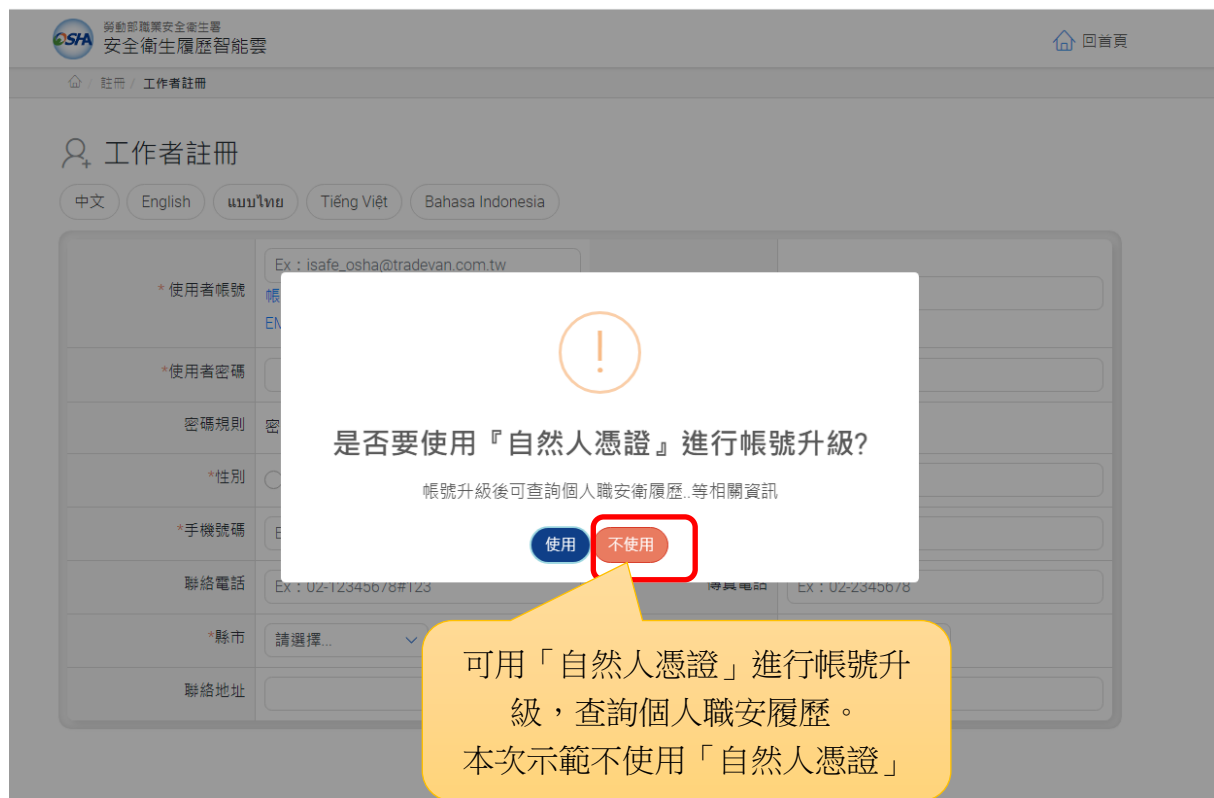 OSHA
勞動部職業安全衛生署
安全衛生履歷智能雲
回首頁
/ 註冊 / 工作者註冊
工作者註冊
中文
English
แบบไทย
Tiếng Việt
Bahasa Indonesia
*使用者帳號
Ex：isafe_osha@tradevan.com.tw
帳
EM
*使用者密碼
密碼規則
密
*性別
*手機號碼
E
聯絡電話
Ex：02-12345678#123
傳真電話
Ex：02-2345678
*縣市
請選擇...
聯絡地址
是否要使用『自然人憑證』進行帳號升級?
帳號升級後可查詢個人職安衛履歷..等相關資訊
使用
不使用
可用「自然人憑證」進行帳號升
級，查詢個人職安履歷。
本次示範不使用「自然人憑證」